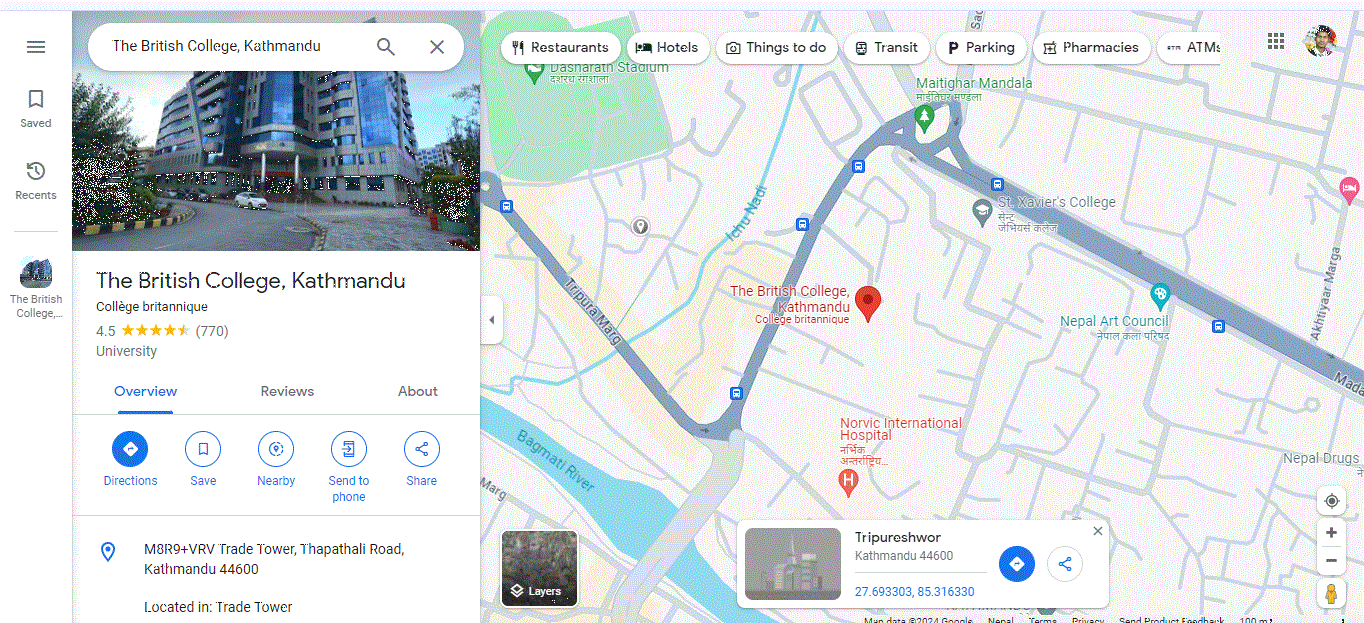 The British College, Kathmandu
Saved
Recents
The British
College,...
The British College, Kathmandu
Collège britannique
4.5 (770)
University
Overview Reviews About
Directions Save Nearby Send to phone Share
M8R9+VRV Trade Tower, Thapathali Road,
Kathmandu 44600
Located in: Trade Tower
Restaurants Hotels Things to do Transit Parking Pharmacies ATMs
Dasharath Stadium
दशरथ रंगशाला
Maitighar Mandala
माईतिघर मण्डला
St. Xavier's College
सेन्ट
जेभियर्स कलेज
Ichu Nadi
Tripura Marg
The British College,
Kathmandu
Collège britannique
Nepal Art Council
नेपाल कला परिषद
Akhtiyaar Marga
Mada
Norvic International
Hospital
नर्भिक
अन्तर्राष्ट्रिय...
Nepal Drugs
Bagmati River
Marg
Layers
Tripureshwor
Kathmandu 44600
27.693303, 85.316330
Map data ©2024 Google Nepal Terms Privacy Send Product Feedback 100 m